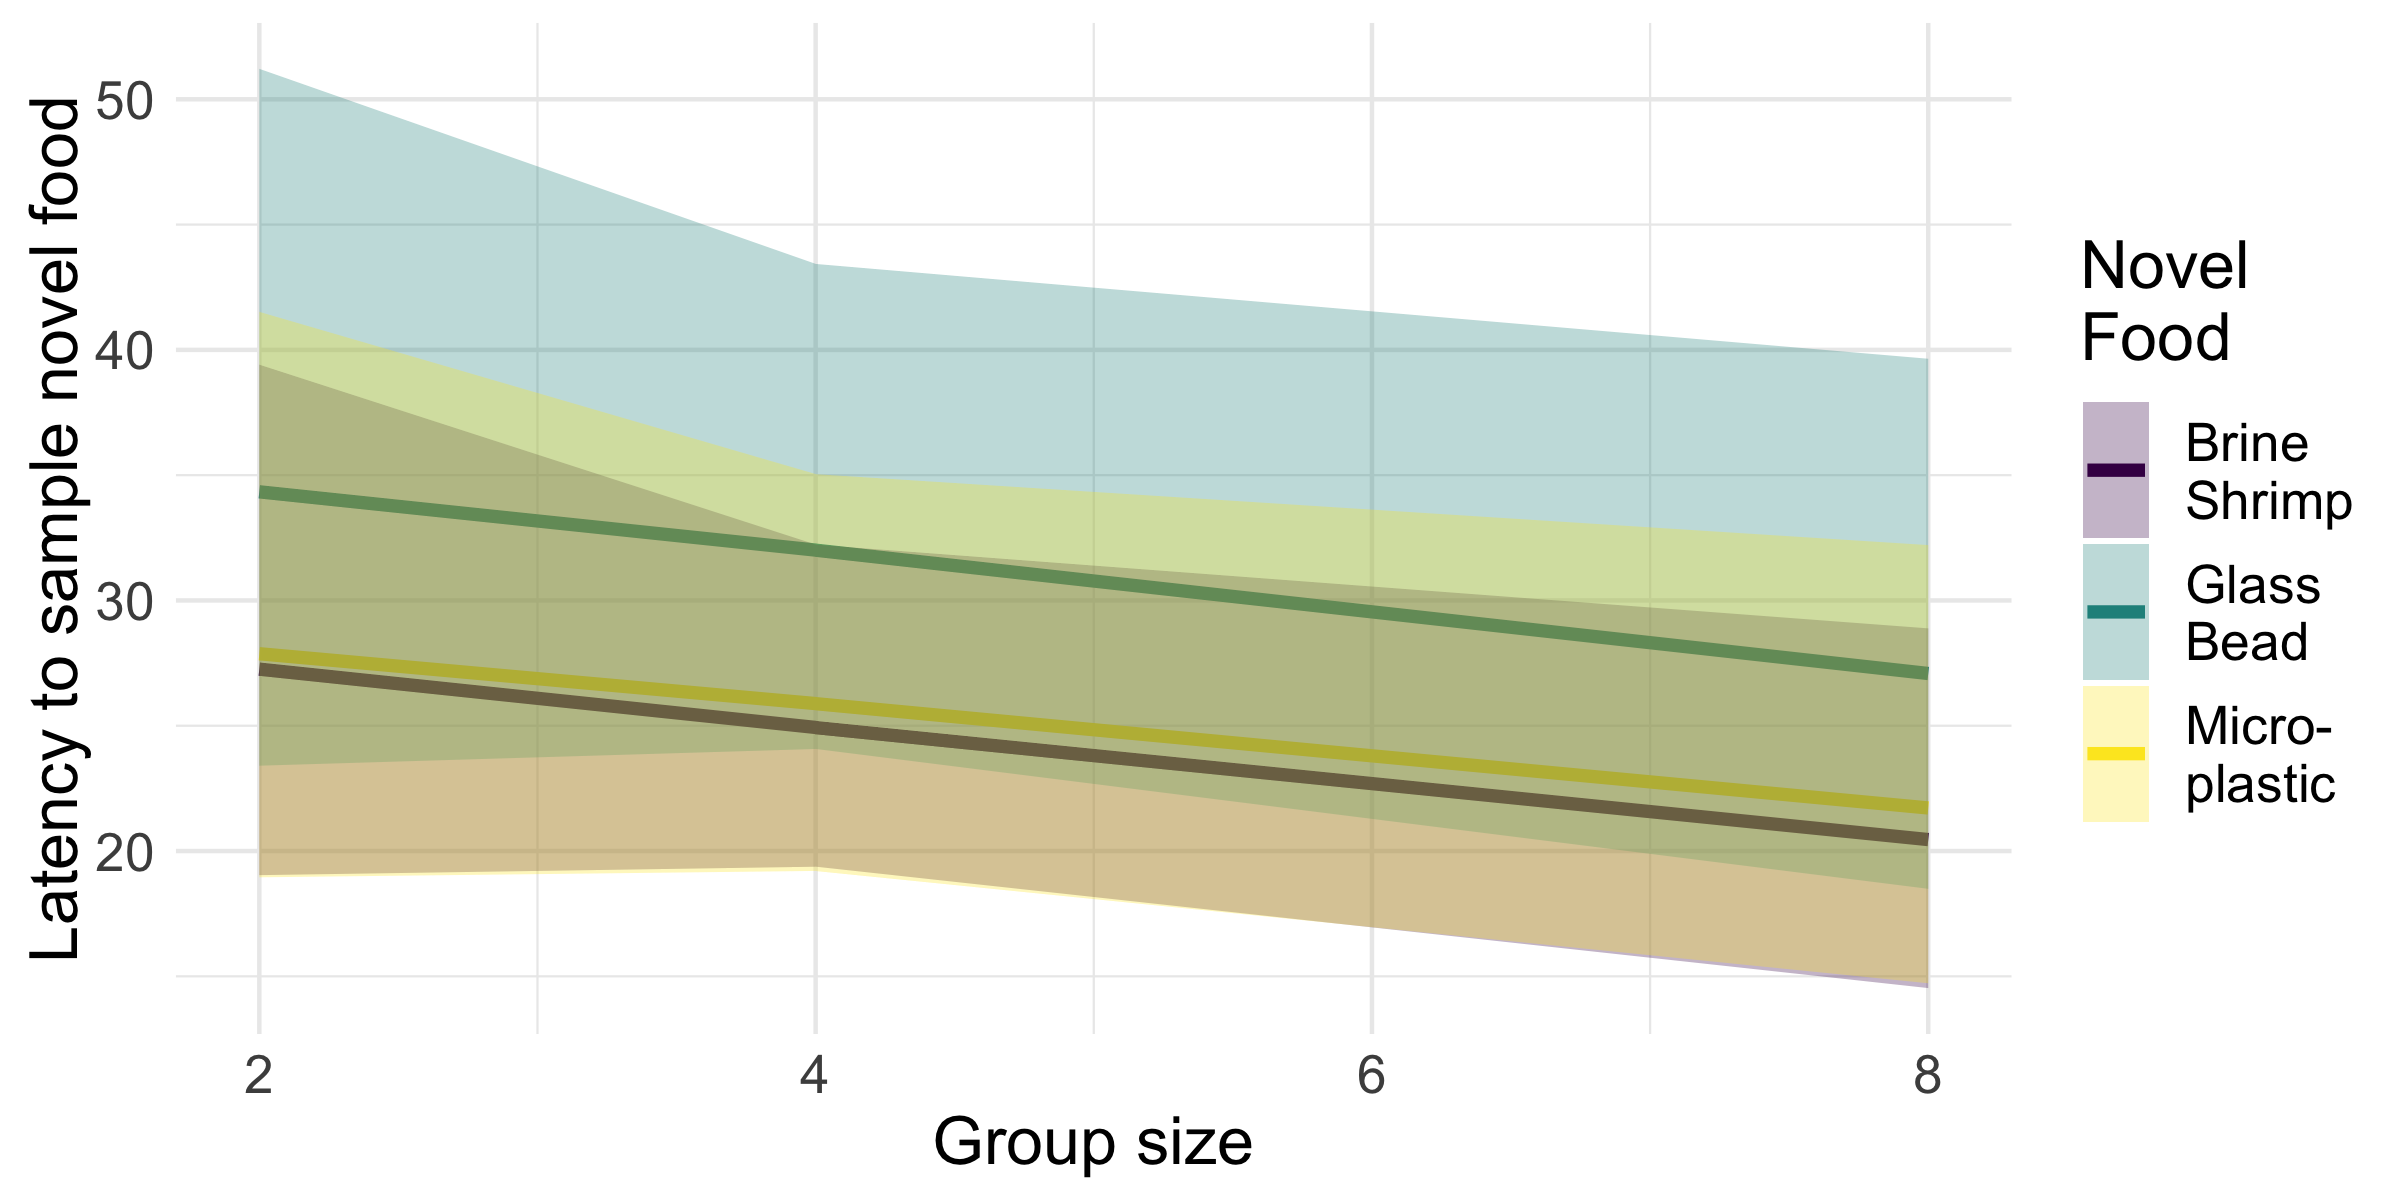 Latency to sample novel food
50
40
30
20
2
4
6
8
Group size
Novel
Food
Brine
Shrimp
Glass
Bead
Micro-
plastic